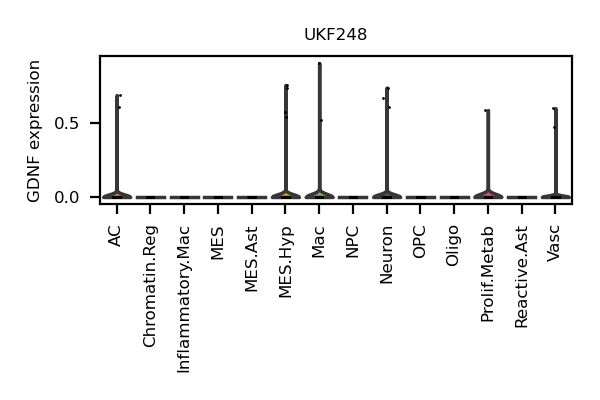 UKF248
GDNF expression
0.5
0.0
AC
Chromatin.Reg
Inflammatory.Mac
MES
MES.Ast
MES.Hyp
Mac
NPC
Neuron
OPC
Oligo
Prolif.Metab
Reactive.Ast
Vasc